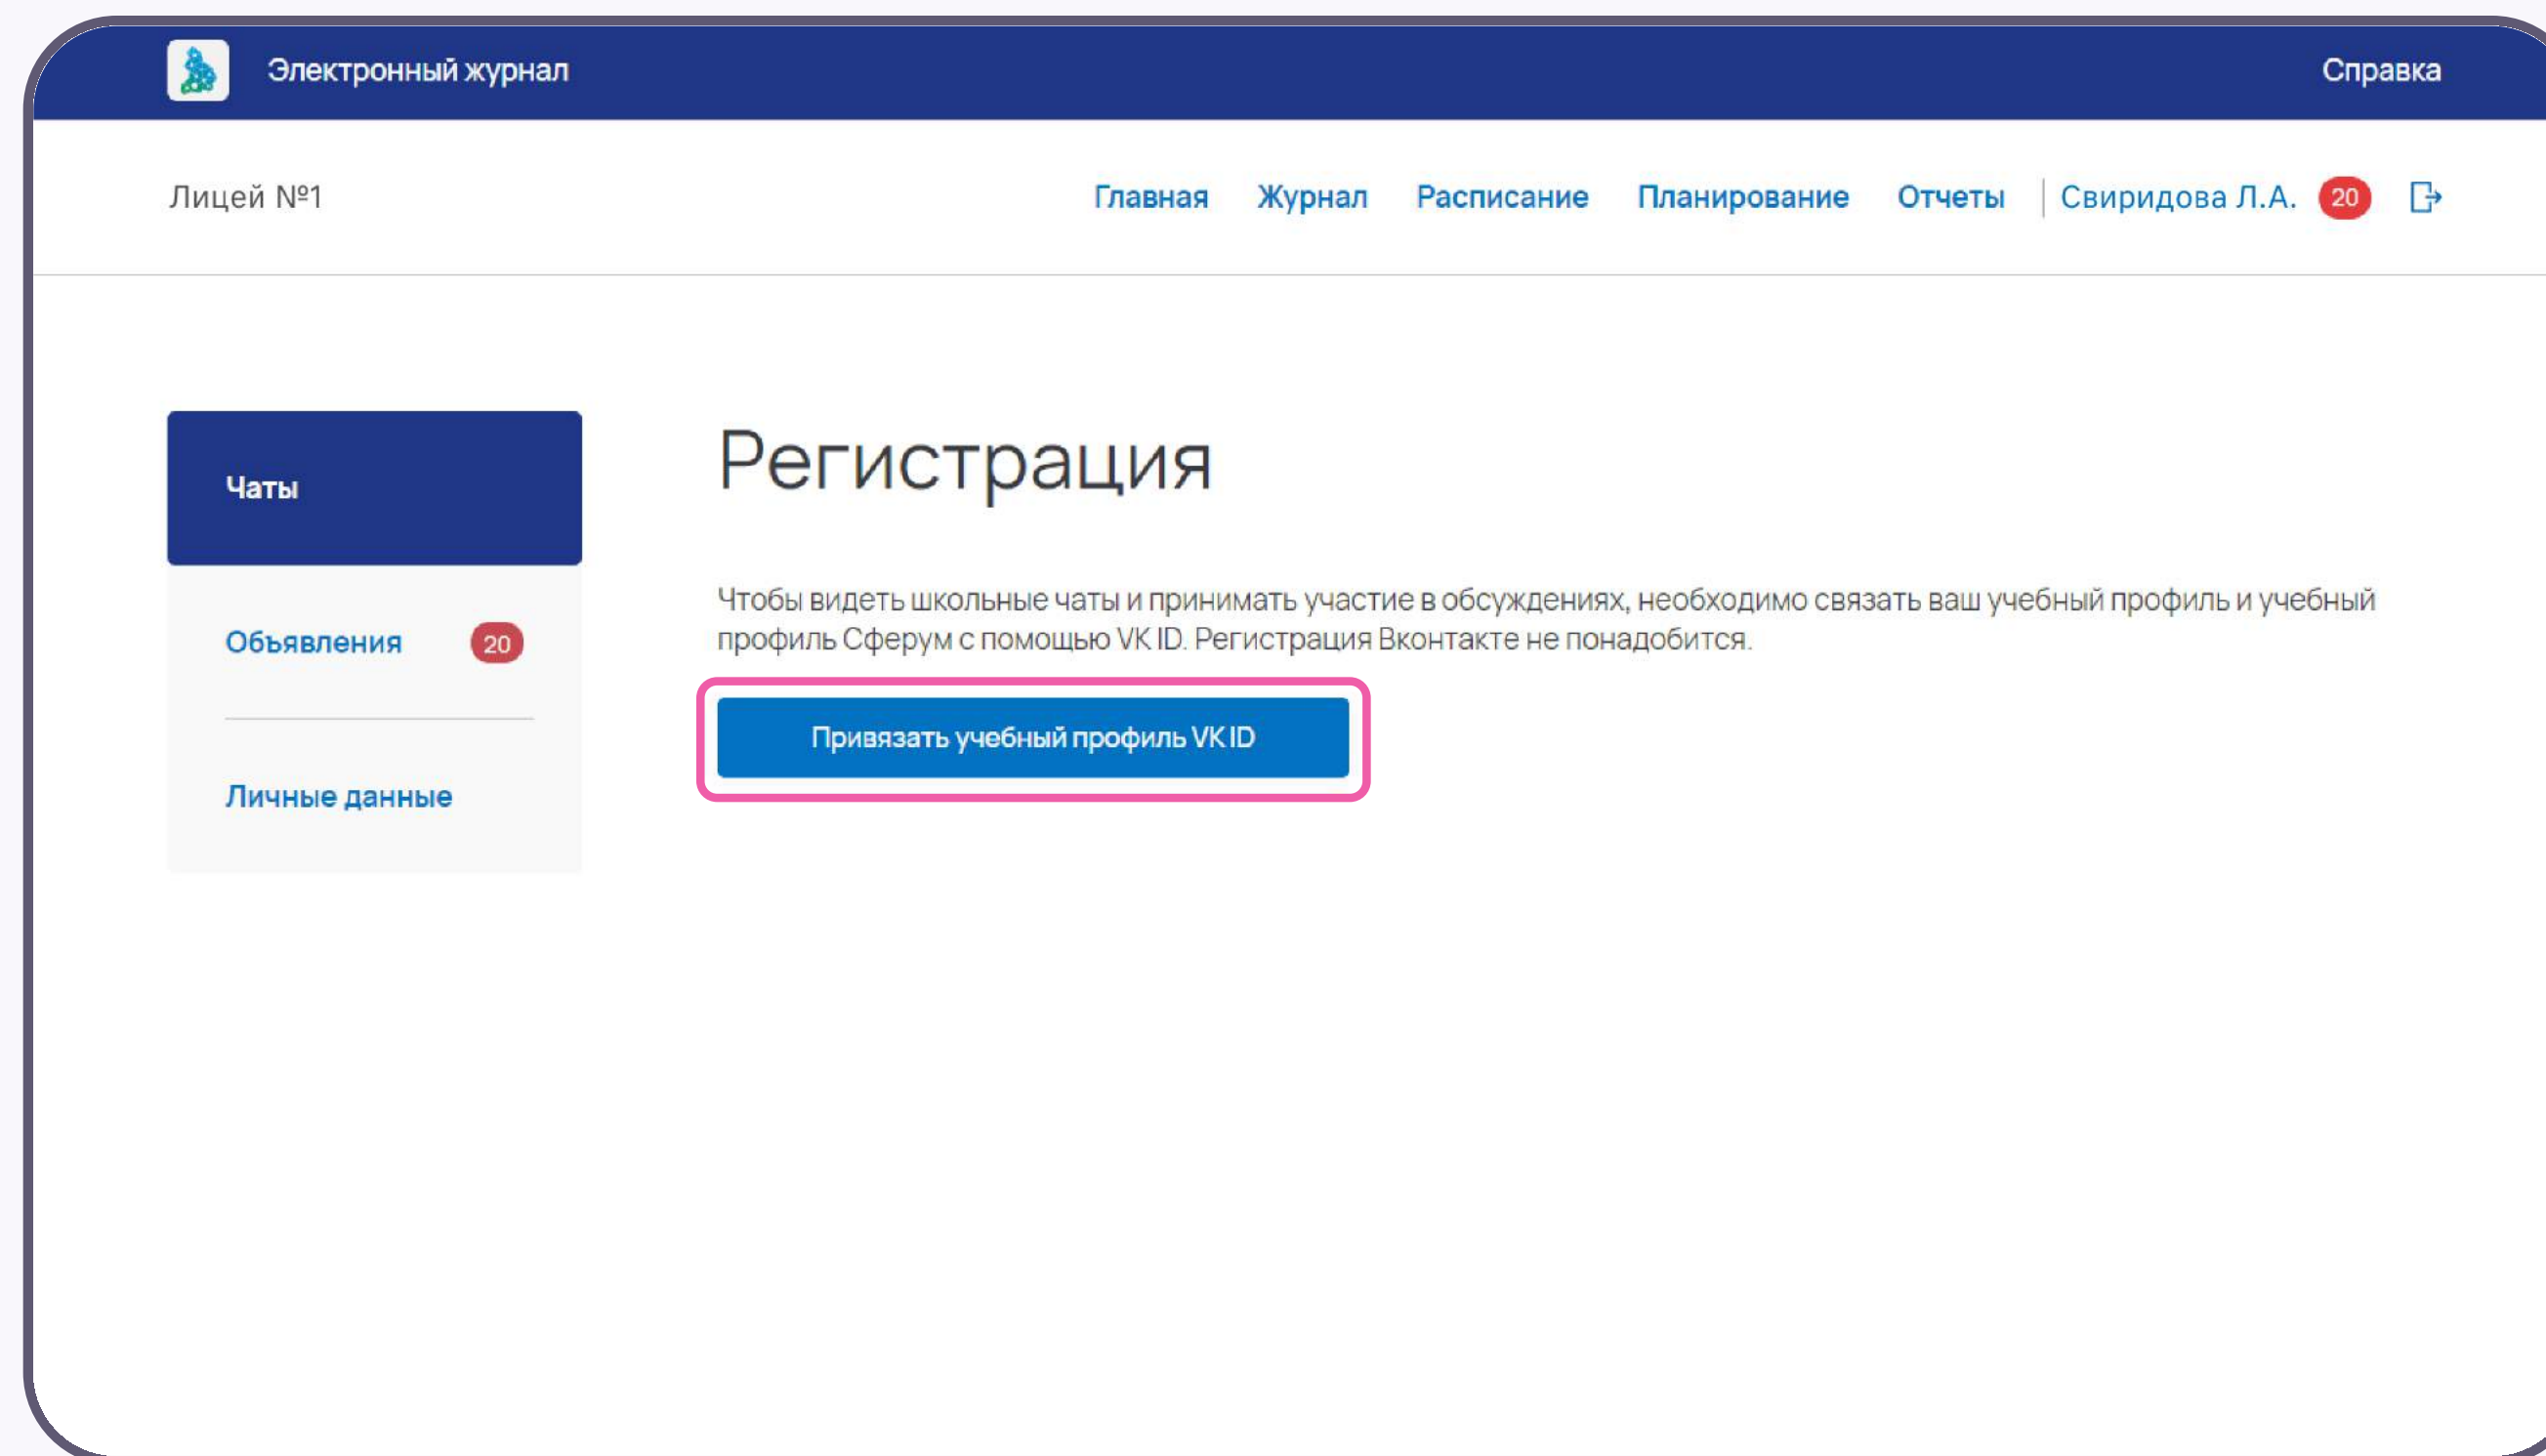 Электронный журнал
Справка
Лицей №1
Главная Журнал Расписание Планирование Отчеты Свиридова Л.А. 20
Чаты
Объявления 20
Личные данные
Регистрация
Чтобы видеть школьные чаты и принимать участие в обсуждениях, необходимо связать ваш учебный профиль и учебный
профиль Сферум с помощью VK ID. Регистрация Вконтакте не понадобится.
Привязать учебный профиль VK ID